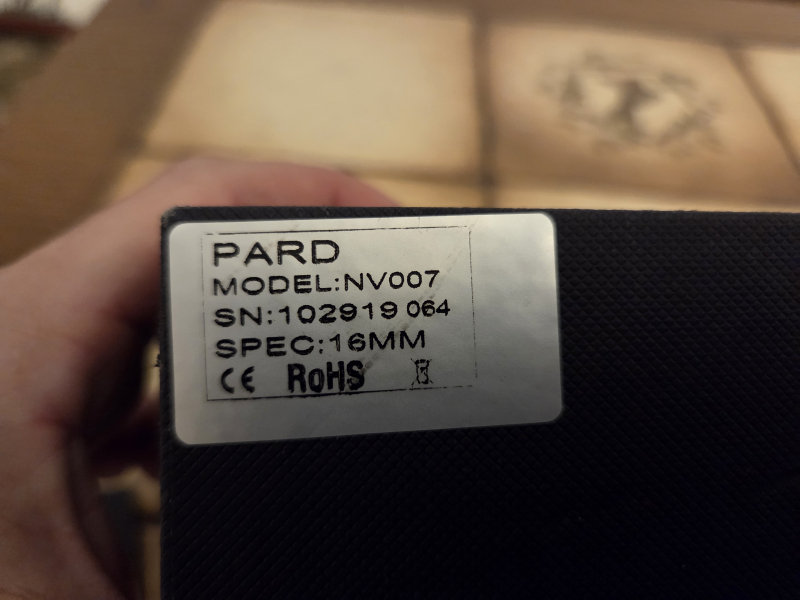 PARD
MODEL:NV007
SN:102919 064
SPEC:16MM
CE RoHS